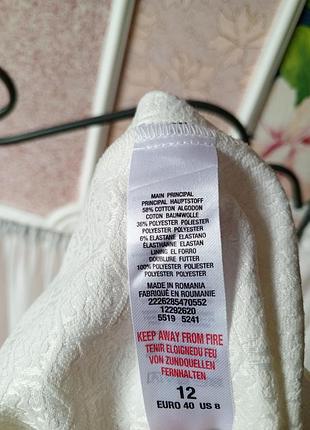 MAIN PRINCIPAL
PRINCIPAL HAUPTSTOFF
58% COTTON ALGODON
COTON BAUMWOLLE
36% POLYESTER POLIESTER
POLYESTER POLYESTER
6% ELASTANE ELASTANO
ELASTHANNE ELASTAN
LINING EL FORRO
DOUBLURE FUTTER
100% POLYESTER POLIESTER
POLYESTER POLYESTER
MADE IN ROMANIA
FABRIQUÉ EN ROUMANIE
2226285470552
12292620
5519 5241
KEEP AWAY FROM FIRE
TENIR ELOIGNEDU FEU
VON ZUNDQUELLEN
FERNHALTEN
12
EURO 40 US 8